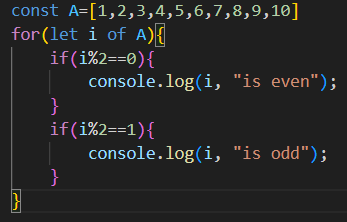 const A=[1,2,3,4,5,6,7,8,9,10]
for(let i of A){
    if(i%2==0){
        console.log(i, "is even");
    }
    if(i%2==1){
        console.log(i, "is odd");
    }
}